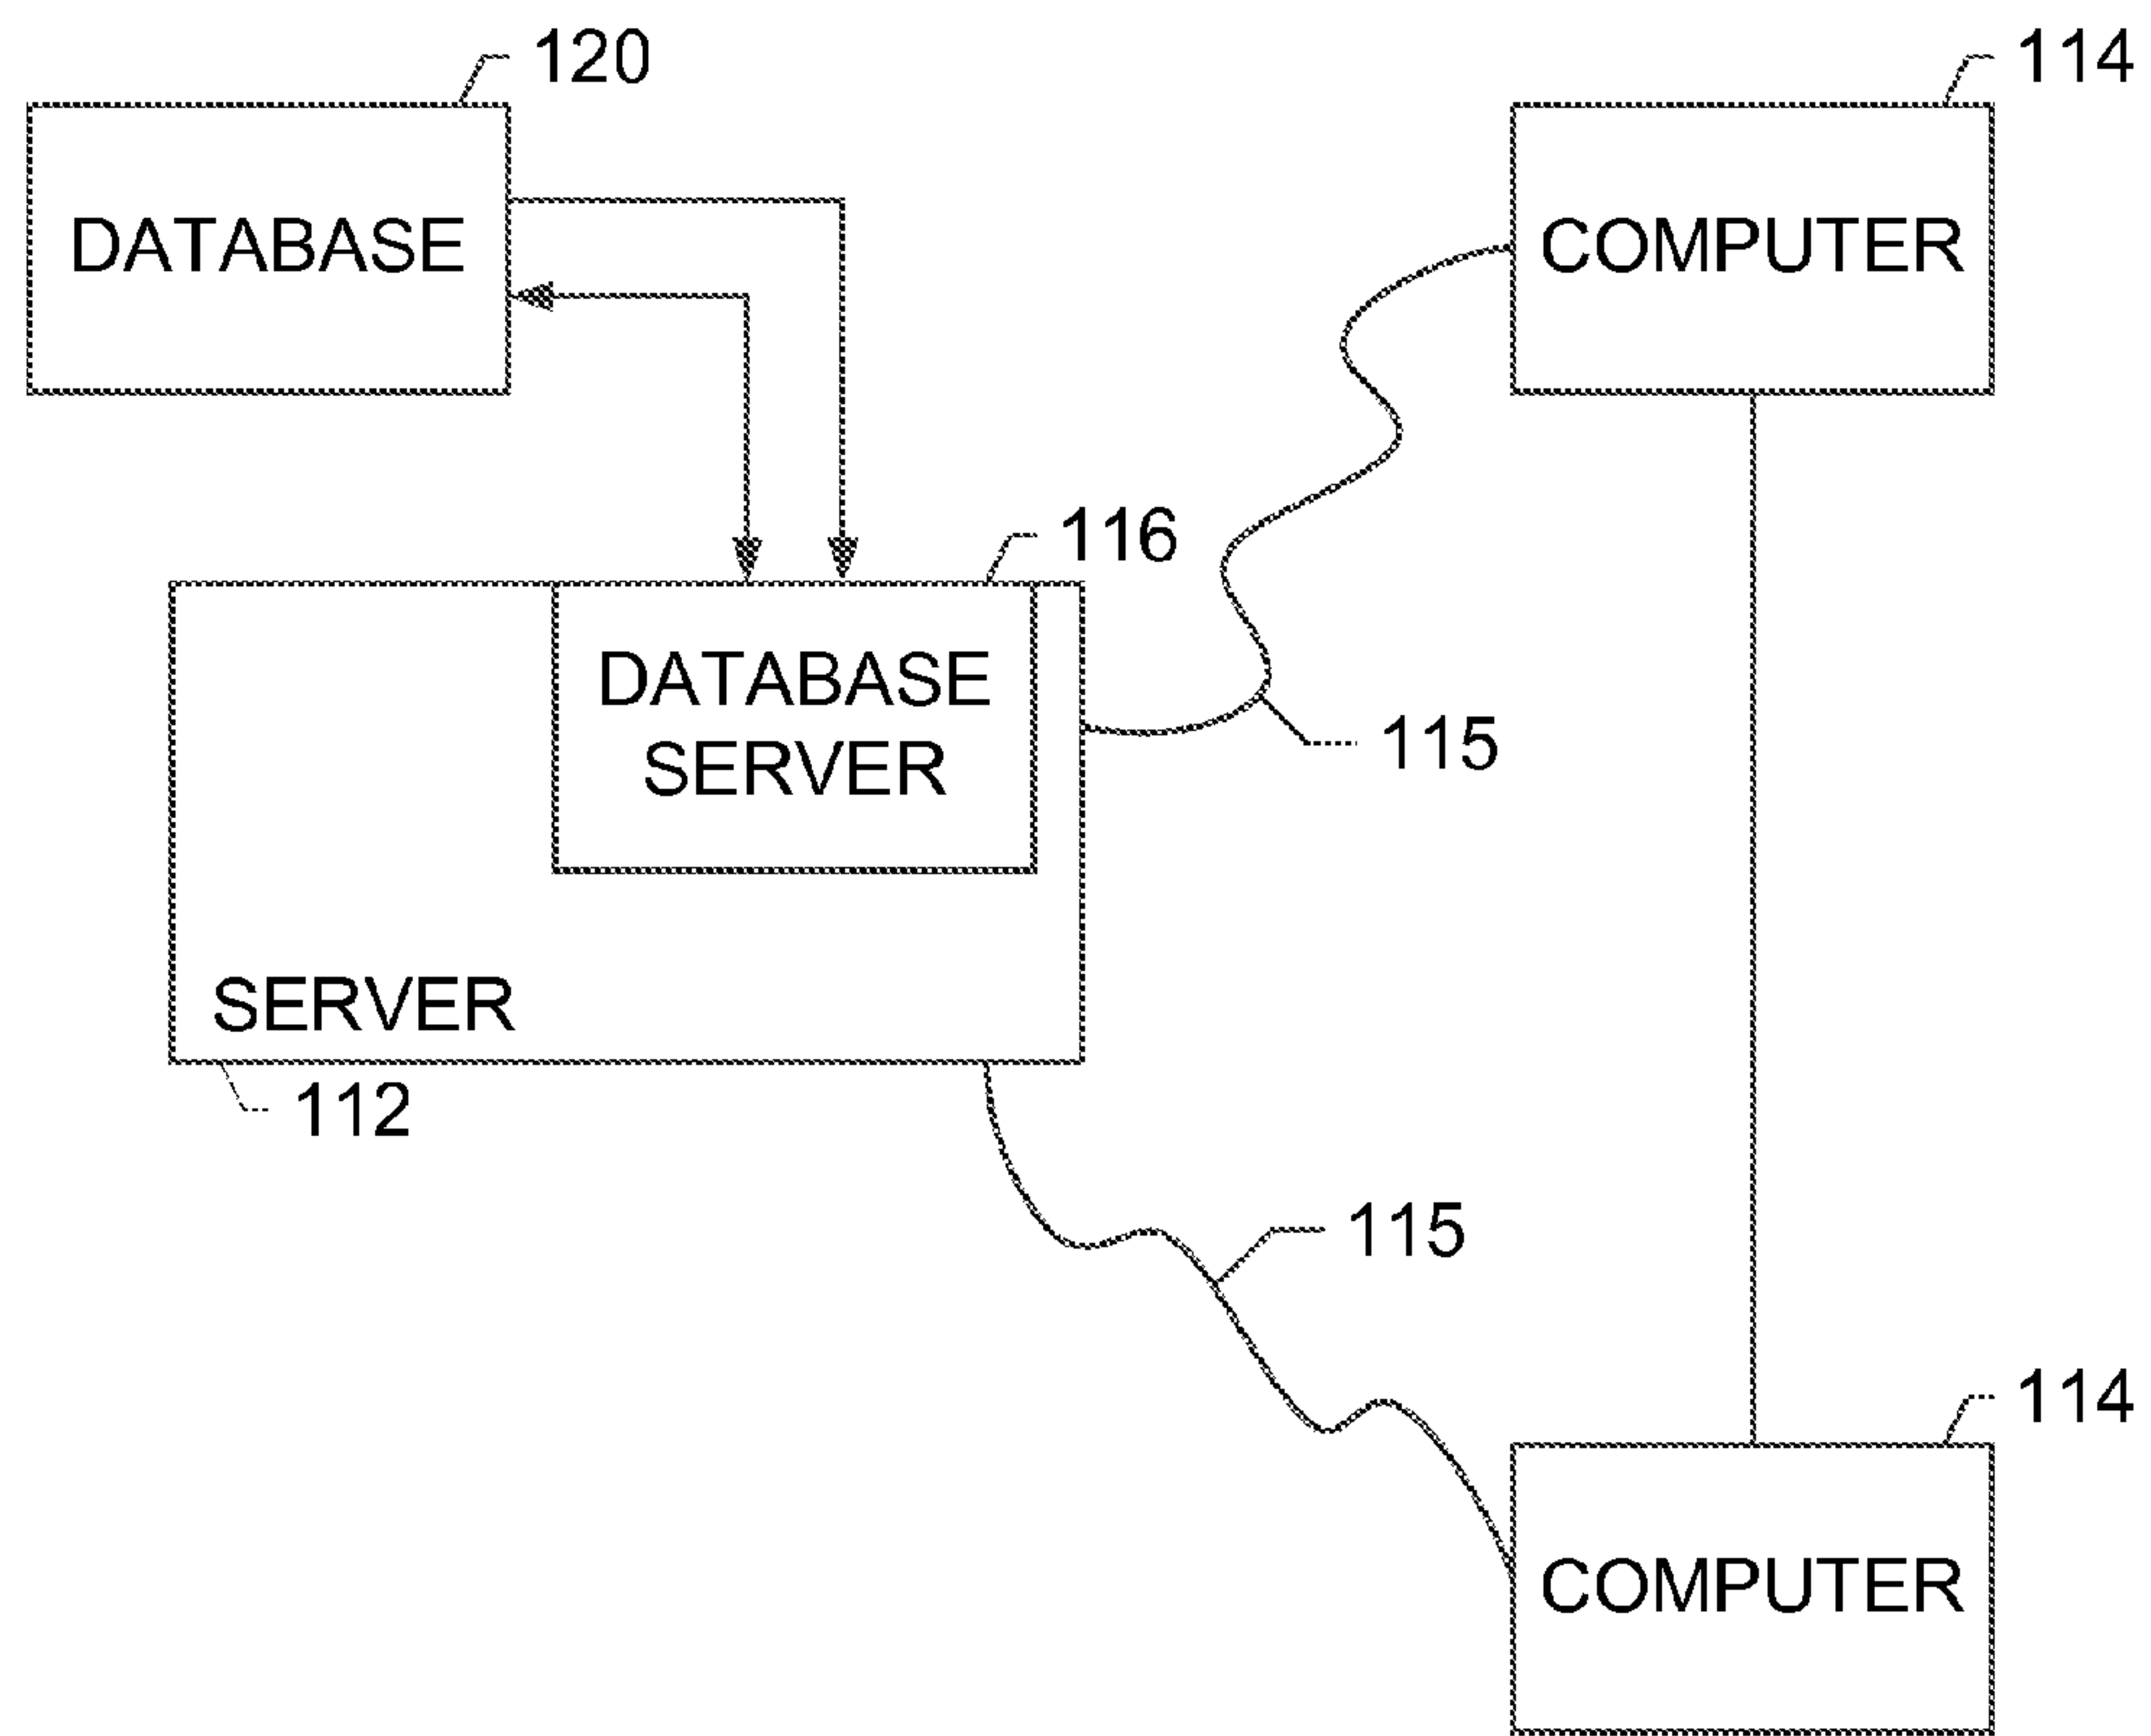 120
114
DATABASE
COMPUTER
116
DATABASE
SERVER
115
SERVER
112
115
114
COMPUTER